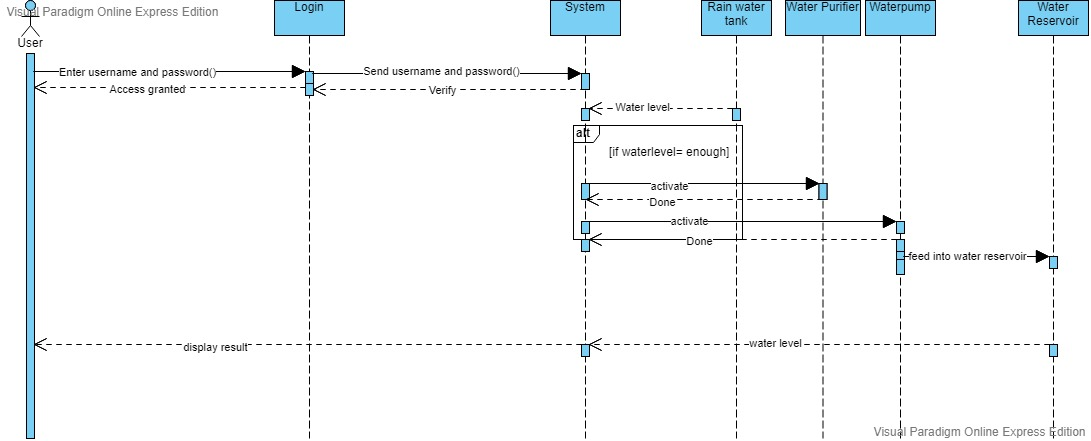 Visual Paradigm Online Express Edition
User
Login
System
Rain water
tank
Water Purifier
Waterpump
Water
Reservoir
Enter username and password()
Send username and password()
Access granted
Verify
Water level
alt
[if waterlevel= enough]
activate
Done
activate
Done
feed into water reservoir
display result
water level
Visual Paradigm Online Express Edition